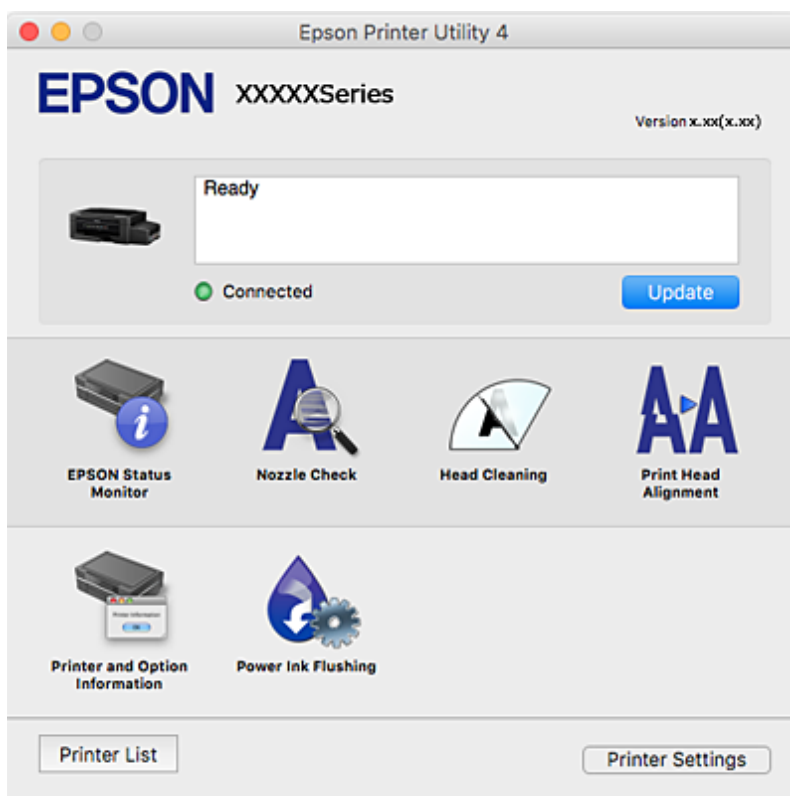 Epson Printer Utility 4
EPSON XXXXXSeries
Version x.xx(x.xx)
Ready
Connected
Update
EPSON Status
Monitor
Nozzle Check
Head Cleaning
Print Head
Alignment
Printer and Option
Information
Power Ink Flushing
Printer List
Printer Settings